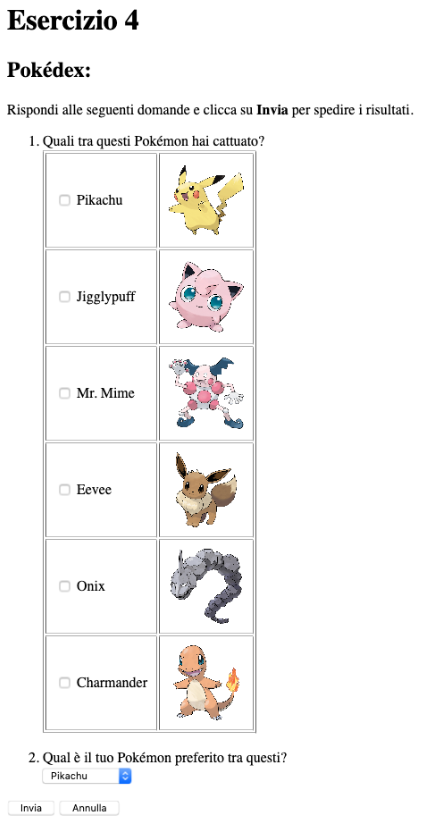 Esercizio 4
Pokédex:
Rispondi alle seguenti domande e clicca su Invia per spedire i risultati.
1. Quali tra questi Pokémon hai cattuato?
Pikachu
Jigglypuff
Mr. Mime
Eevee
Onix
Charmander
2. Qual è il tuo Pokémon preferito tra questi?
Pikachu
Invia Annulla